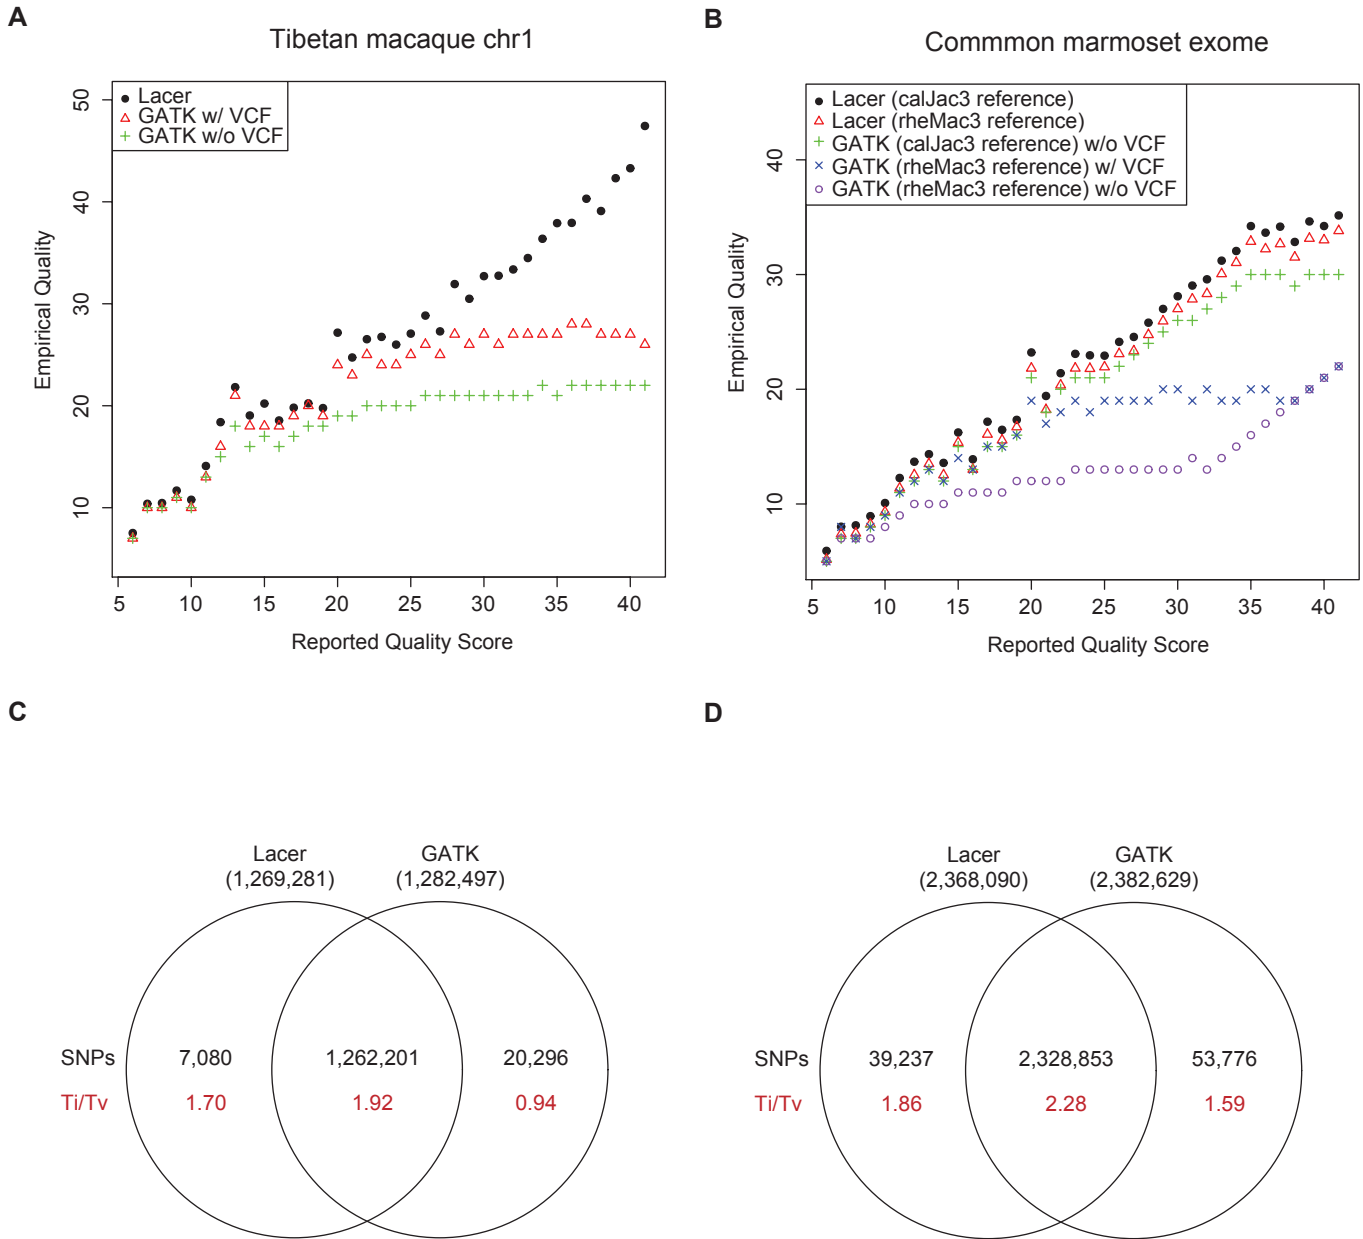 A
Tibetan macaque chr1
Lacer
GATK w/ VCF
GATK w/o VCF
50
40
30
20
10
Empirical Quality
5 10 15 20 25 30 35 40
Reported Quality Score
B
Commmon marmoset exome
Lacer (calJac3 reference)
Lacer (rheMac3 reference)
GATK (calJac3 reference) w/o VCF
GATK (rheMac3 reference) w/ VCF
GATK (rheMac3 reference) w/o VCF
40
30
20
10
Empirical Quality
5 10 15 20 25 30 35 40
Reported Quality Score
C
Lacer GATK
(1,269,281) (1,282,497)
SNPs 7,080 1,262,201 20,296
Ti/Tv 1.70 1.92 0.94
D
Lacer GATK
(2,368,090) (2,382,629)
SNPs 39,237 2,328,853 53,776
Ti/Tv 1.86 2.28 1.59